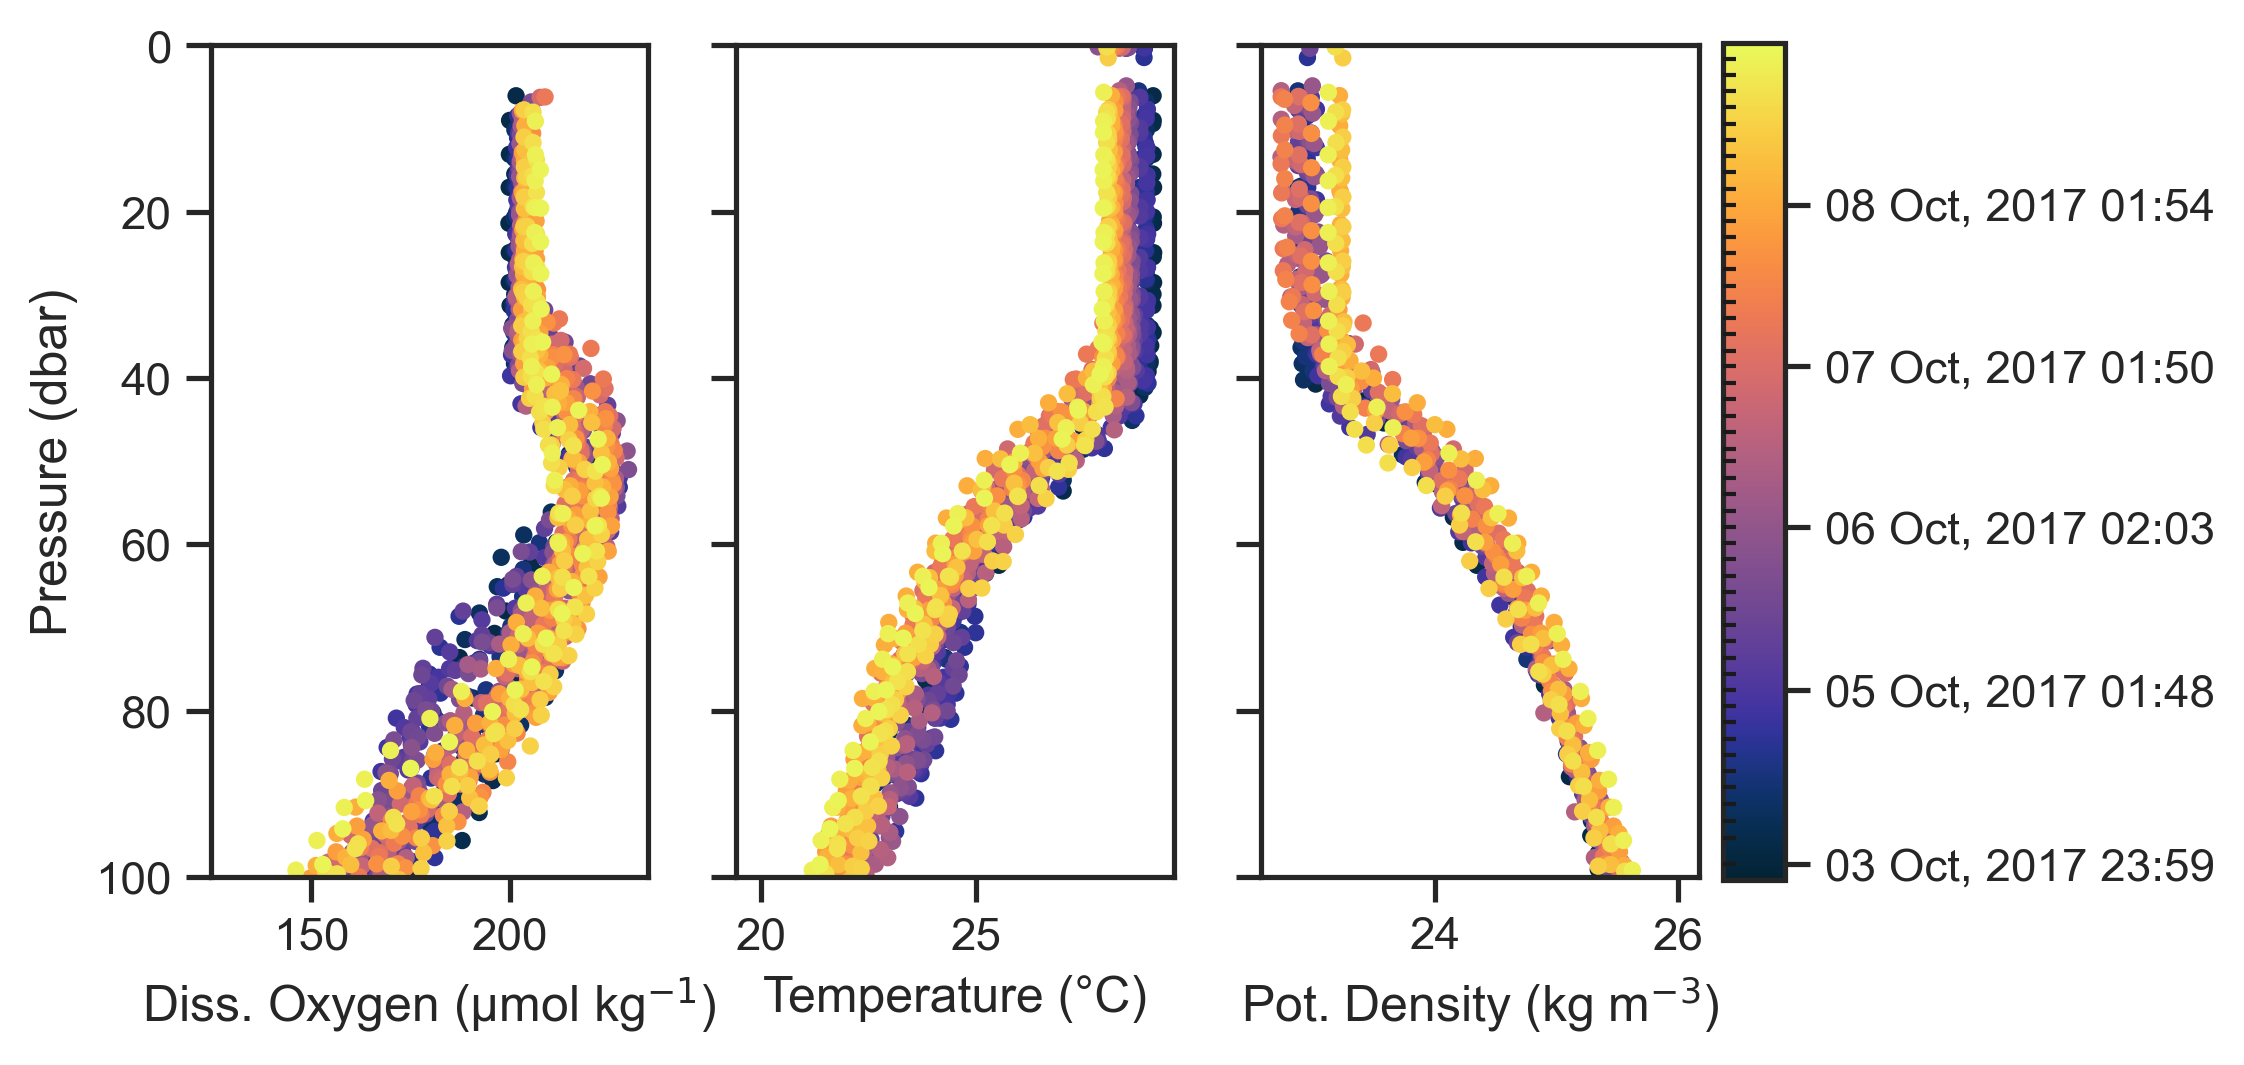 Pressure (dbar)
0
20
40
60
80
100
150 200
Diss. Oxygen (µmol kg⁻¹)
20 25
Temperature (°C)
24 26
Pot. Density (kg m⁻³)
08 Oct, 2017 01:54
07 Oct, 2017 01:50
06 Oct, 2017 02:03
05 Oct, 2017 01:48
03 Oct, 2017 23:59